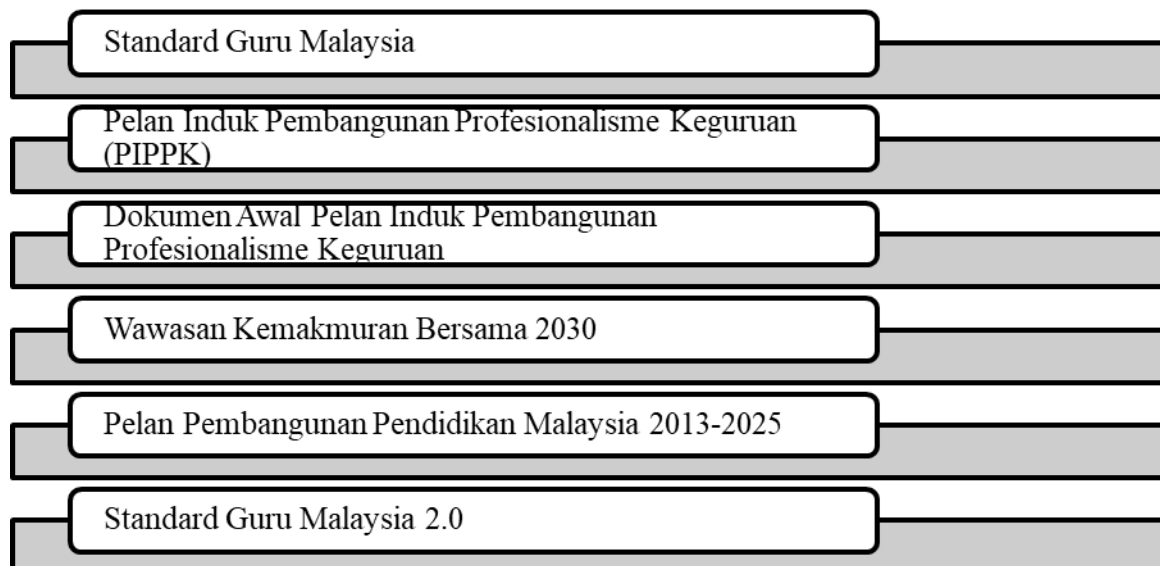 Standard Guru Malaysia
Pelan Induk Pembangunan Profesionalisme Keguruan
(PIPPK)
Dokumen Awal Pelan Induk Pembangunan
Profesionalisme Keguruan
Wawasan Kemakmuran Bersama 2030
Pelan Pembangunan Pendidikan Malaysia 2013-2025
Standard Guru Malaysia 2.0